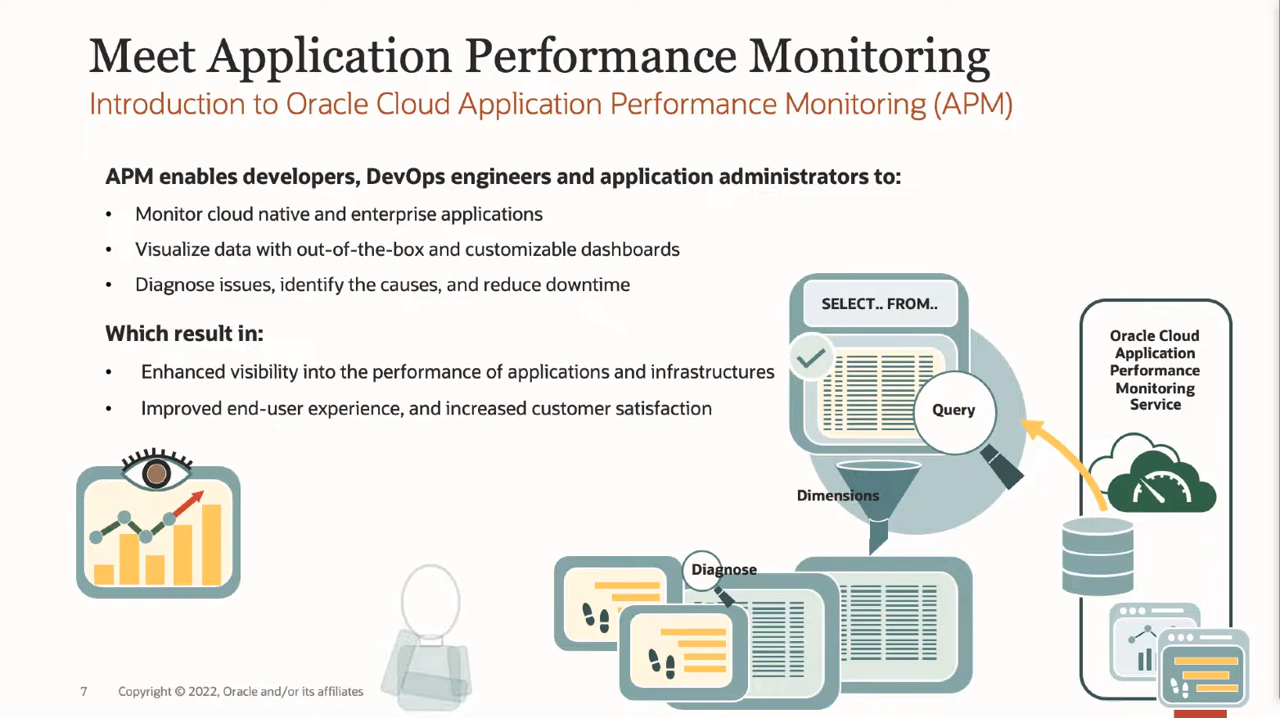 Meet Application Performance Monitoring
Introduction to Oracle Cloud Application Performance Monitoring (APM)
APM enables developers, DevOps engineers and application administrators to:
• Monitor cloud native and enterprise applications
• Visualize data with out-of-the-box and customizable dashboards
• Diagnose issues, identify the causes, and reduce downtime
Which result in:
• Enhanced visibility into the performance of applications and infrastructures
• Improved end-user experience, and increased customer satisfaction
SELECT.. FROM..
Query
Dimensions
Diagnose
Oracle Cloud
Application
Performance
Monitoring
Service
7 Copyright © 2022, Oracle and/or its affiliates